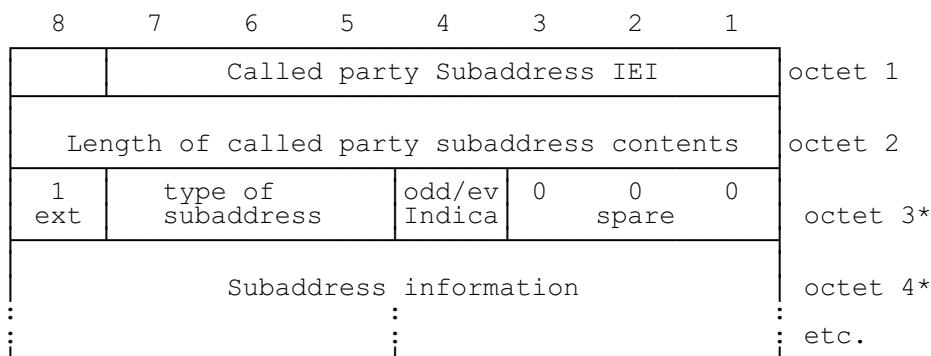 8 7 6 5 4 3 2 1
Called party Subaddress IEI octet 1
Length of called party subaddress contents octet 2
1 type of odd/ev 0 0 0
ext subaddress Indica spare octet 3*
Subaddress information octet 4*
: : : etc.